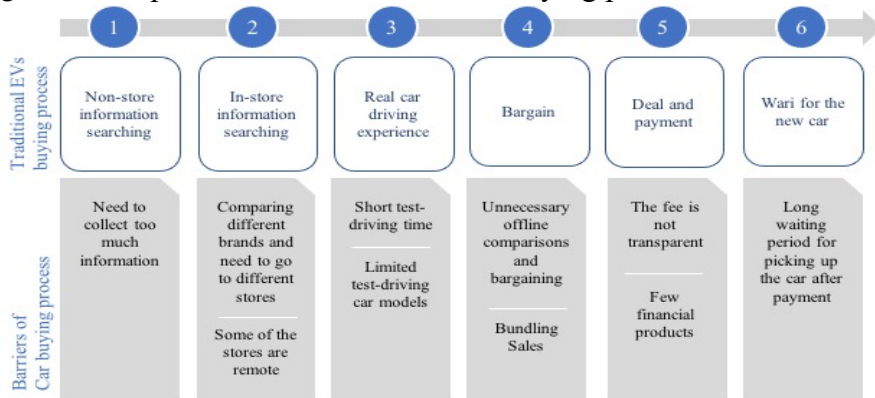 1
2
3
4
5
6
Traditional EVs
buying process
Non-store
information
searching
In-store
information
searching
Real car
driving
experience
Bargain
Deal and
payment
Wari for the
new car
Barriers of
Car buying process
Need to
collect too
much
information
Comparing
different
brands and
need to go
to different
stores
Some of the
stores are
remote
Short test-
driving time
Limited
test-driving
car models
Unnecessary
offline
comparisons
and
bargaining
Bundling
Sales
The fee is
not
transparent
Few
financial
products
Long
waiting
period for
picking up
the car after
payment